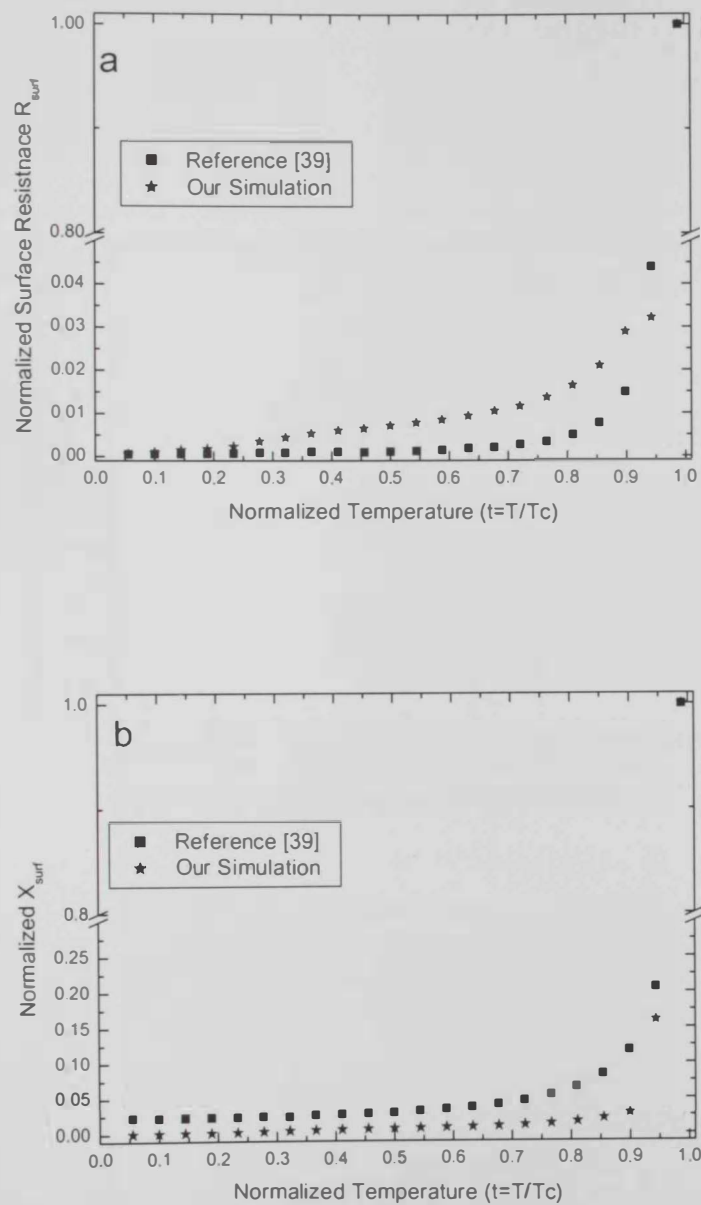 1.00
a
Reference [39]
Our Simulation
0.80
0.04
0.03
0.02
0.01
0.00
Normalized Surface Resistnace R_surf
0.0 0.1 0.2 0.3 0.4 0.5 0.6 0.7 0.8 0.9 1.0
Normalized Temperature (t=T/Tc)
1.0
b
Reference [39]
Our Simulation
0.8
0.25
0.20
0.15
0.10
0.05
0.00
Normalized X_surf
0.0 0.1 0.2 0.3 0.4 0.5 0.6 0.7 0.8 0.9 1.0
Normalized Temperature (t=T/Tc)